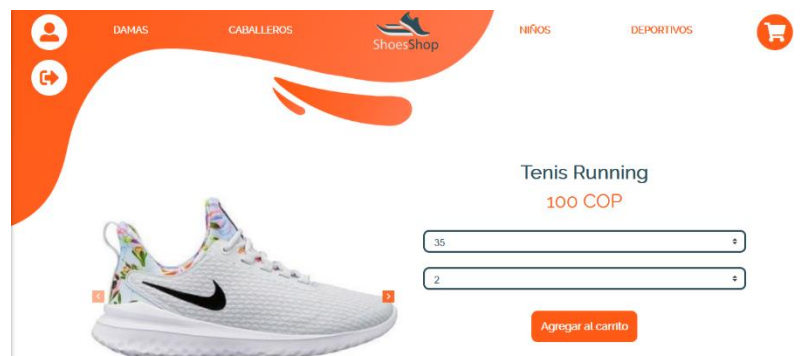 DAMAS
CABALLEROS
ShoesShop
NIÑOS
DEPORTIVOS
Tenis Running
100 COP
35
2
Agregar al carrito